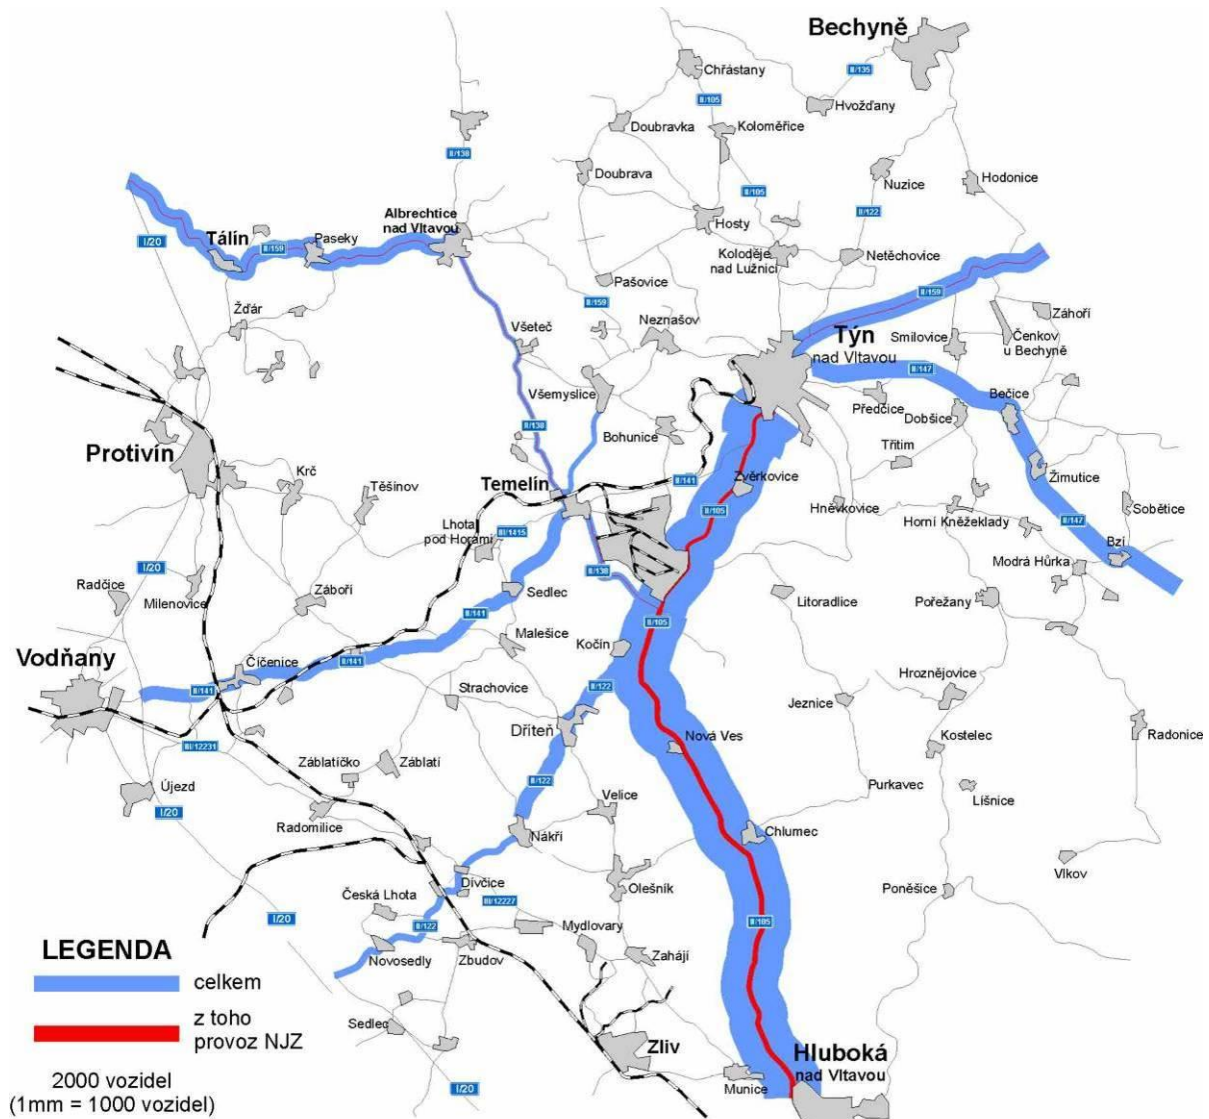 Bechyně
Chřástany
II/135
II/105
Hvožďany
Doubravka
Koloměřice
II/138
Doubrava
Nuzice
Hodonice
II/105
II/122
Albrechtice
nad Vltavou
Hosty
I/20
Tálín
II/159
Paseky
Koloděje
nad Lužnicí
Netěchovice
Pašovice
II/159
II/159
Žďár
Všeteč
Neznašov
Týn
nad Vltavou
Smilovice
Záhoří
Čenkov
u Bechyně
II/147
Všemyslice
Předčice
Bečice
Dobšice
II/138
Bohunice
Třitim
Protivín
Krč
Těšínov
Temelín
II/141
Zvěrkovice
Žimutice
Hněvkovice
Horní Kněžeklady
Sobětice
II/105
II/147
Lhota
pod Horami
III/1415
Bzí
Modrá Hůrka
I/20
II/138
Radčice
Milenovice
Záboří
Sedlec
Litoradlice
Pořežany
II/141
II/105
Malešice
Kočín
Vodňany
Číčenice
II/141
II/141
II/122
Strachovice
Hroznějovice
Jeznice
Dříteň
Nová Ves
Kostelec
Radonice
III/12231
Záblatíčko
Záblatí
II/122
Újezd
Purkavec
Líšnice
I/20
Radomilice
Velice
Nákří
Chlumec
Vlkov
Dívčice
Olešník
Poněšice
Česká Lhota
III/12227
I/20
II/122
Mydlovary
II/105
LEGENDA
Novosedly
Zbudov
Zahájí
celkem
z toho
provoz NJZ
Sedlec
Zliv
Hluboká
nad Vltavou
2000 vozidel
(1mm = 1000 vozidel)
I/20
Munice